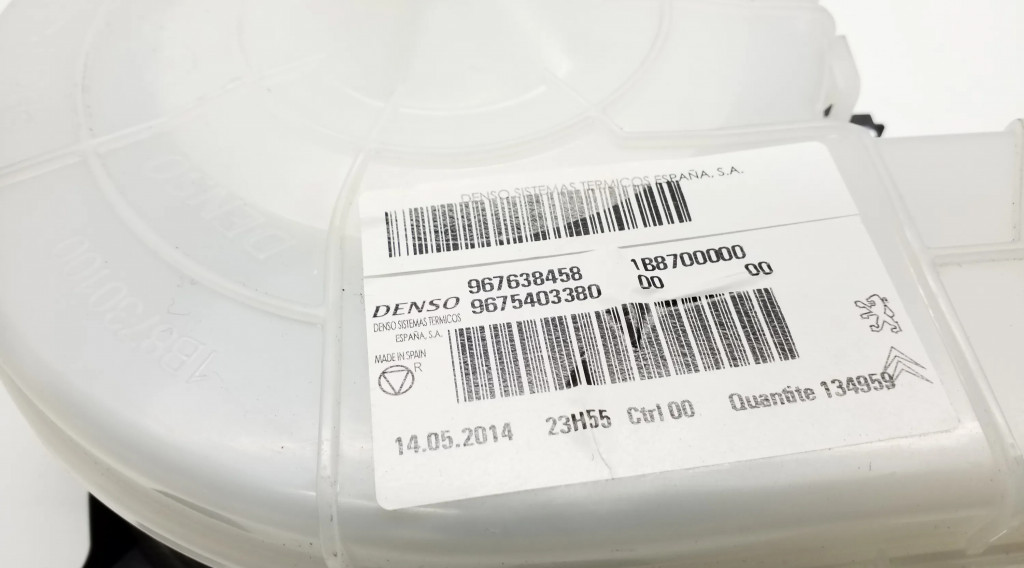 DENSO SISTEMAS TERMICOS ESPAÑA, S.A.
967638458 1B8700000
DENSO 9675403380 00 00
DENSO SISTEMAS TERMICOS
ESPAÑA, S.A.
MADE IN SPAIN
R
14.05.2014 23H55 Ctrl 00 Quantite 134959
DENSO